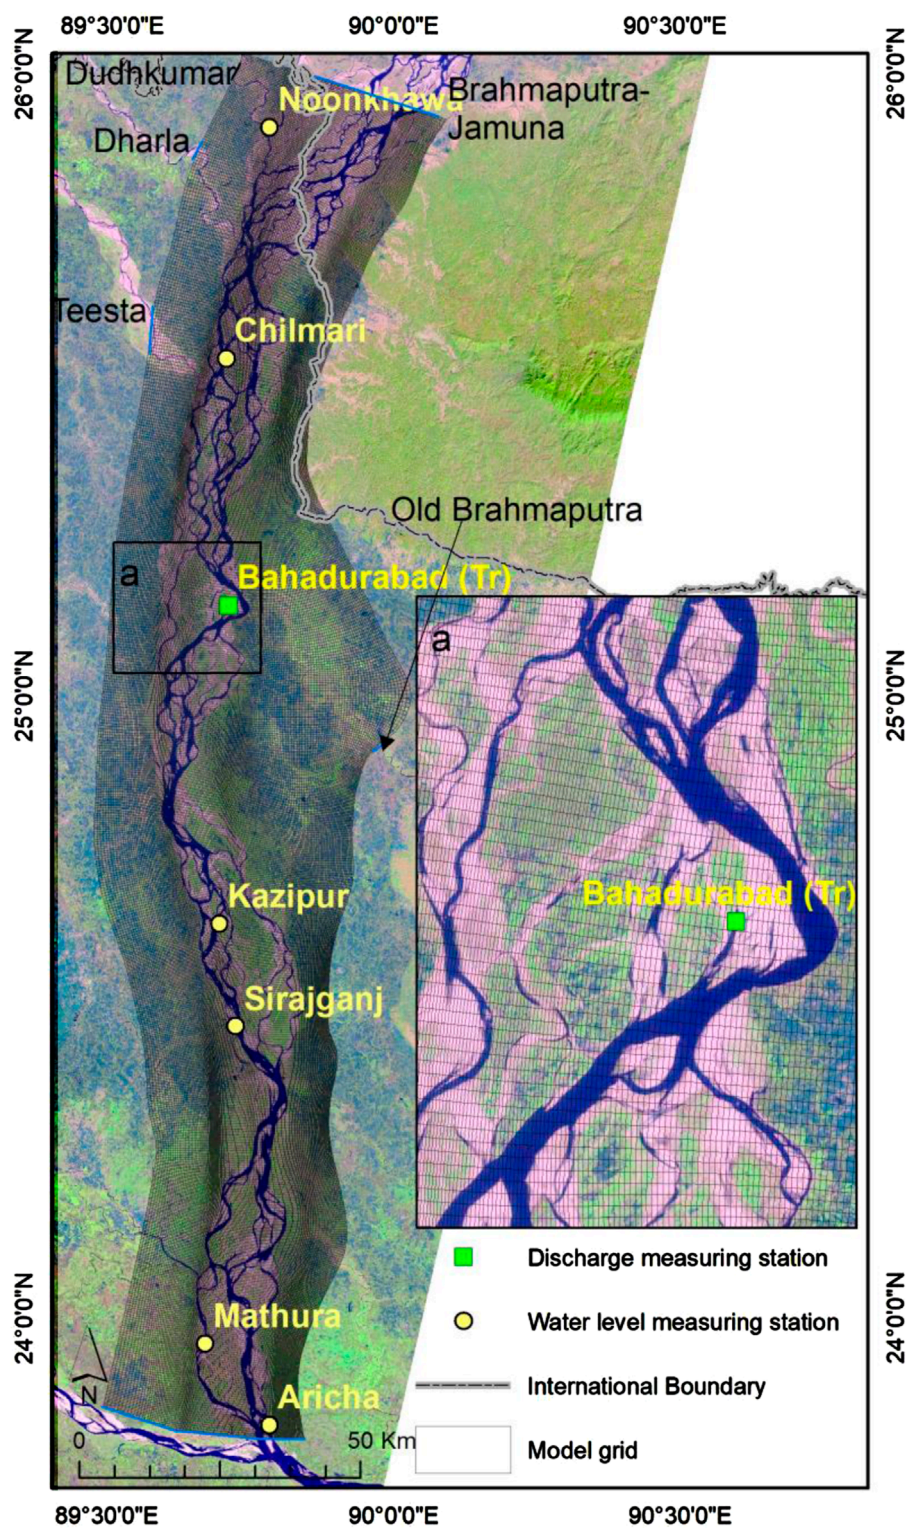 89°30'0"E
90°0'0"E
90°30'0"E
26°0'0"N
26°0'0"N
Dudhkumar
Noonkhawa
Brahmaputra-
Jamuna
Dharla
Teesta
Chilmari
Old Brahmaputra
a
Bahadurabad (Tr)
a
25°0'0"N
25°0'0"N
Bahadurabad (Tr)
Kazipur
Sirajganj
Discharge measuring station
Water level measuring station
International Boundary
Model grid
24°0'0"N
24°0'0"N
Mathura
Aricha
N
0
50 Km
89°30'0"E
90°0'0"E
90°30'0"E